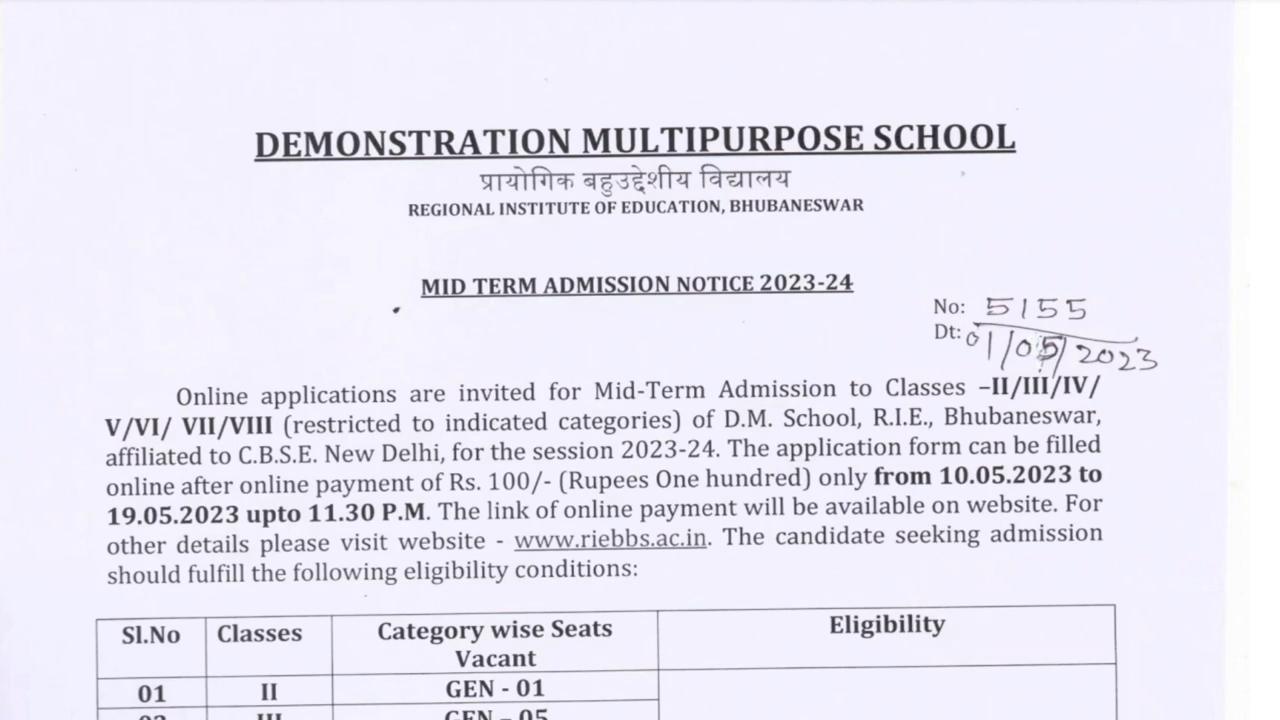 DEMONSTRATION MULTIPURPOSE SCHOOL
प्रायोगिक बहुउद्देशीय विद्यालय
REGIONAL INSTITUTE OF EDUCATION, BHUBANESWAR
MID TERM ADMISSION NOTICE 2023-24
No: 5155
Dt: 01/05/2023
Online applications are invited for Mid-Term Admission to Classes –II/III/IV/
V/VI/ VII/VIII (restricted to indicated categories) of D.M. School, R.I.E., Bhubaneswar,
affiliated to C.B.S.E. New Delhi, for the session 2023-24. The application form can be filled
online after online payment of Rs. 100/- (Rupees One hundred) only from 10.05.2023 to
19.05.2023 upto 11.30 P.M. The link of online payment will be available on website. For
other details please visit website - www.riebbs.ac.in. The candidate seeking admission
should fulfill the following eligibility conditions:
Sl.No Classes Category wise Seats Vacant Eligibility
01 II GEN - 01
02 III GEN - 05